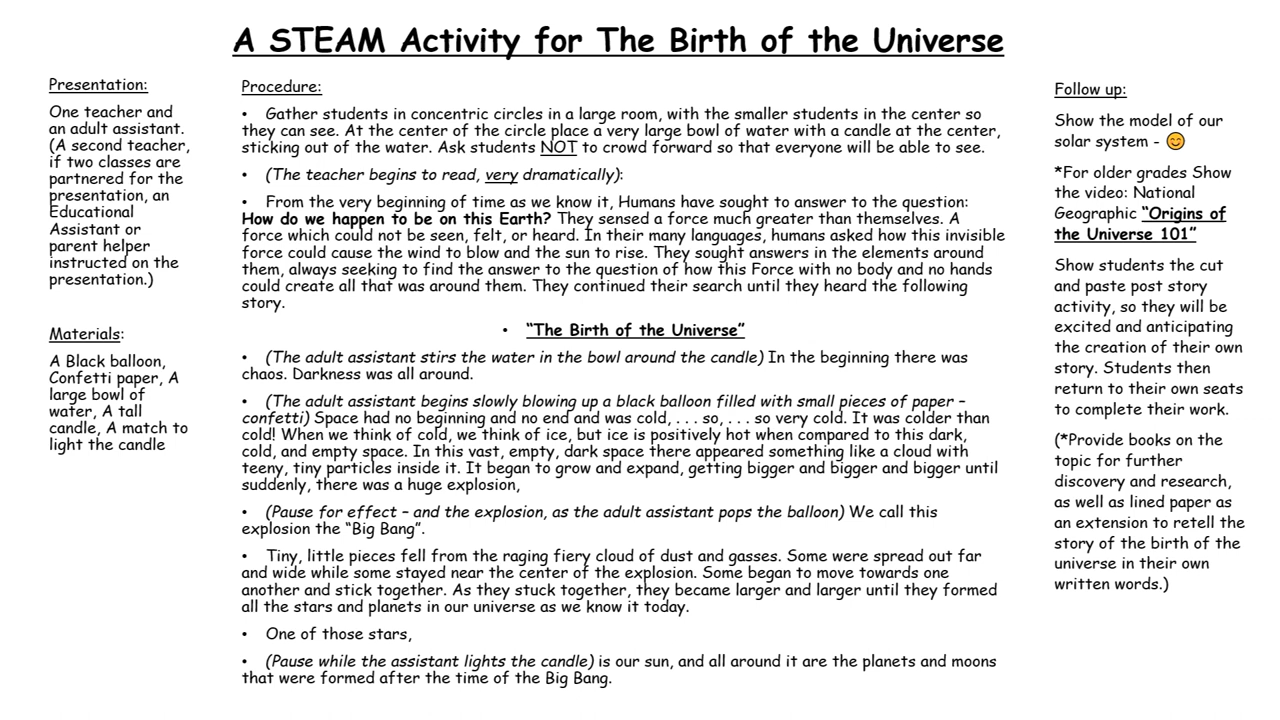 A STEAM Activity for The Birth of the Universe
Presentation:
One teacher and
an adult assistant.
(A second teacher,
if two classes are
partnered for the
presentation, an
Educational
Assistant or
parent helper
instructed on the
presentation.)
Materials:
A Black balloon,
Confetti paper, A
large bowl of
water, A tall
candle, A match to
light the candle
Procedure:
• Gather students in concentric circles in a large room, with the smaller students in the center so
they can see. At the center of the circle place a very large bowl of water with a candle at the center,
sticking out of the water. Ask students NOT to crowd forward so that everyone will be able to see.
• (The teacher begins to read, very dramatically):
• From the very beginning of time as we know it, Humans have sought to answer to the question:
How do we happen to be on this Earth? They sensed a force much greater than themselves. A
force which could not be seen, felt, or heard. In their many languages, humans asked how this invisible
force could cause the wind to blow and the sun to rise. They sought answers in the elements around
them, always seeking to find the answer to the question of how this Force with no body and no hands
could create all that was around them. They continued their search until they heard the following
story.
• “The Birth of the Universe”
• (The adult assistant stirs the water in the bowl around the candle) In the beginning there was
chaos. Darkness was all around.
• (The adult assistant begins slowly blowing up a black balloon filled with small pieces of paper –
confetti) Space had no beginning and no end and was cold, . . . so, . . . so very cold. It was colder than
cold! When we think of cold, we think of ice, but ice is positively hot when compared to this dark,
cold, and empty space. In this vast, empty, dark space there appeared something like a cloud with
teeny, tiny particles inside it. It began to grow and expand, getting bigger and bigger and bigger until
suddenly, there was a huge explosion,
• (Pause for effect – and the explosion, as the adult assistant pops the balloon) We call this
explosion the “Big Bang”.
• Tiny, little pieces fell from the raging fiery cloud of dust and gasses. Some were spread out far
and wide while some stayed near the center of the explosion. Some began to move towards one
another and stick together. As they stuck together, they became larger and larger until they formed
all the stars and planets in our universe as we know it today.
• One of those stars,
• (Pause while the assistant lights the candle) is our sun, and all around it are the planets and moons
that were formed after the time of the Big Bang.
Follow up:
Show the model of our
solar system - 😊
*For older grades Show
the video: National
Geographic “Origins of
the Universe 101”
Show students the cut
and paste post story
activity, so they will be
excited and anticipating
the creation of their own
story. Students then
return to their own seats
to complete their work.
(*Provide books on the
topic for further
discovery and research,
as well as lined paper as
an extension to retell the
story of the birth of the
universe in their own
written words.)